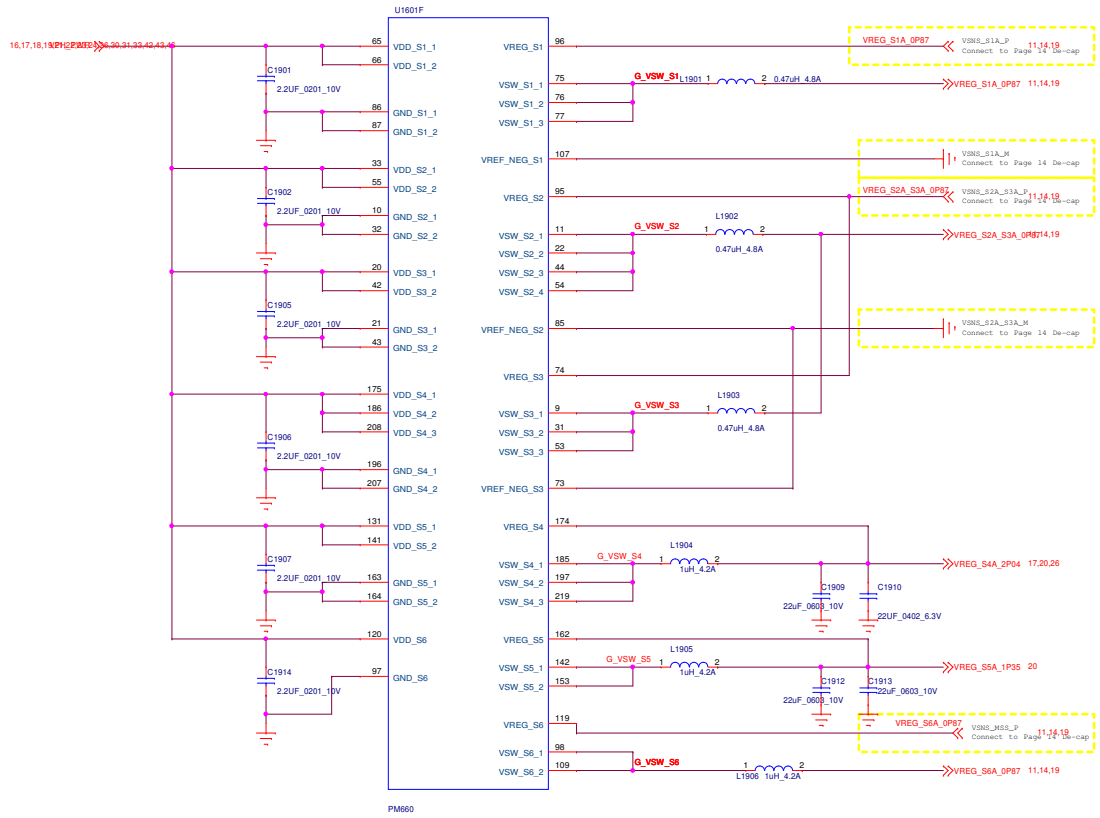 U1601F
65 VDD_S1_1 VREG_S1 96 VREG_S1A_0P87 VSNS_S1A_P 11,14,19
Connect to Page 14 De-cap
66 VDD_S1_2
C1901
2.2UF_0201_10V
75 VSW_S1_1 G_VSW_S1 L1901 1 2 0.47uH_4.8A VREG_S1A_0P87 11,14,19
76 VSW_S1_2
86 GND_S1_1
77 VSW_S1_3
87 GND_S1_2
107 VREF_NEG_S1 VSNS_S1A_M
Connect to Page 14 De-cap
33 VDD_S2_1
55 VDD_S2_2
C1902
2.2UF_0201_10V
95 VREG_S2 VREG_S2A_S3A_0P87 VSNS_S2A_S3A_P 11,14,19
Connect to Page 14 De-cap
10 GND_S2_1
32 GND_S2_2
L1902
11 VSW_S2_1 G_VSW_S2 1 2 VREG_S2A_S3A_0P87 11,14,19
0.47uH_4.8A
22 VSW_S2_2
44 VSW_S2_3
54 VSW_S2_4
20 VDD_S3_1
42 VDD_S3_2
C1905
2.2UF_0201_10V
21 GND_S3_1
43 GND_S3_2
85 VREF_NEG_S2 VSNS_S2A_S3A_M
Connect to Page 14 De-cap
74 VREG_S3
175 VDD_S4_1
186 VDD_S4_2
208 VDD_S4_3
L1903
9 VSW_S3_1 G_VSW_S3 1 2
0.47uH_4.8A
31 VSW_S3_2
53 VSW_S3_3
C1906
2.2UF_0201_10V
196 GND_S4_1
207 GND_S4_2
73 VREF_NEG_S3
131 VDD_S5_1
141 VDD_S5_2
174 VREG_S4
C1907
2.2UF_0201_10V
L1904
185 VSW_S4_1 G_VSW_S4 1 2 VREG_S4A_2P04 17,20,26
1uH_4.2A
197 VSW_S4_2
219 VSW_S4_3
163 GND_S5_1
164 GND_S5_2
C1909
22uF_0603_10V
C1910
22UF_0402_6.3V
120 VDD_S6
162 VREG_S5
L1905
142 VSW_S5_1 G_VSW_S5 1 2 VREG_S5A_1P35 20
1uH_4.2A
153 VSW_S5_2
97 GND_S6
C1914
2.2UF_0201_10V
C1912
22uF_0603_10V
C1913
22uF_0603_10V
119 VREG_S6 VREG_S6A_0P87 VSNS_MSS_P 11,14,19
Connect to Page 14 De-cap
98 VSW_S6_1
109 VSW_S6_2 G_VSW_S6 L1906 1 2 1uH_4.2A VREG_S6A_0P87 11,14,19
PM660